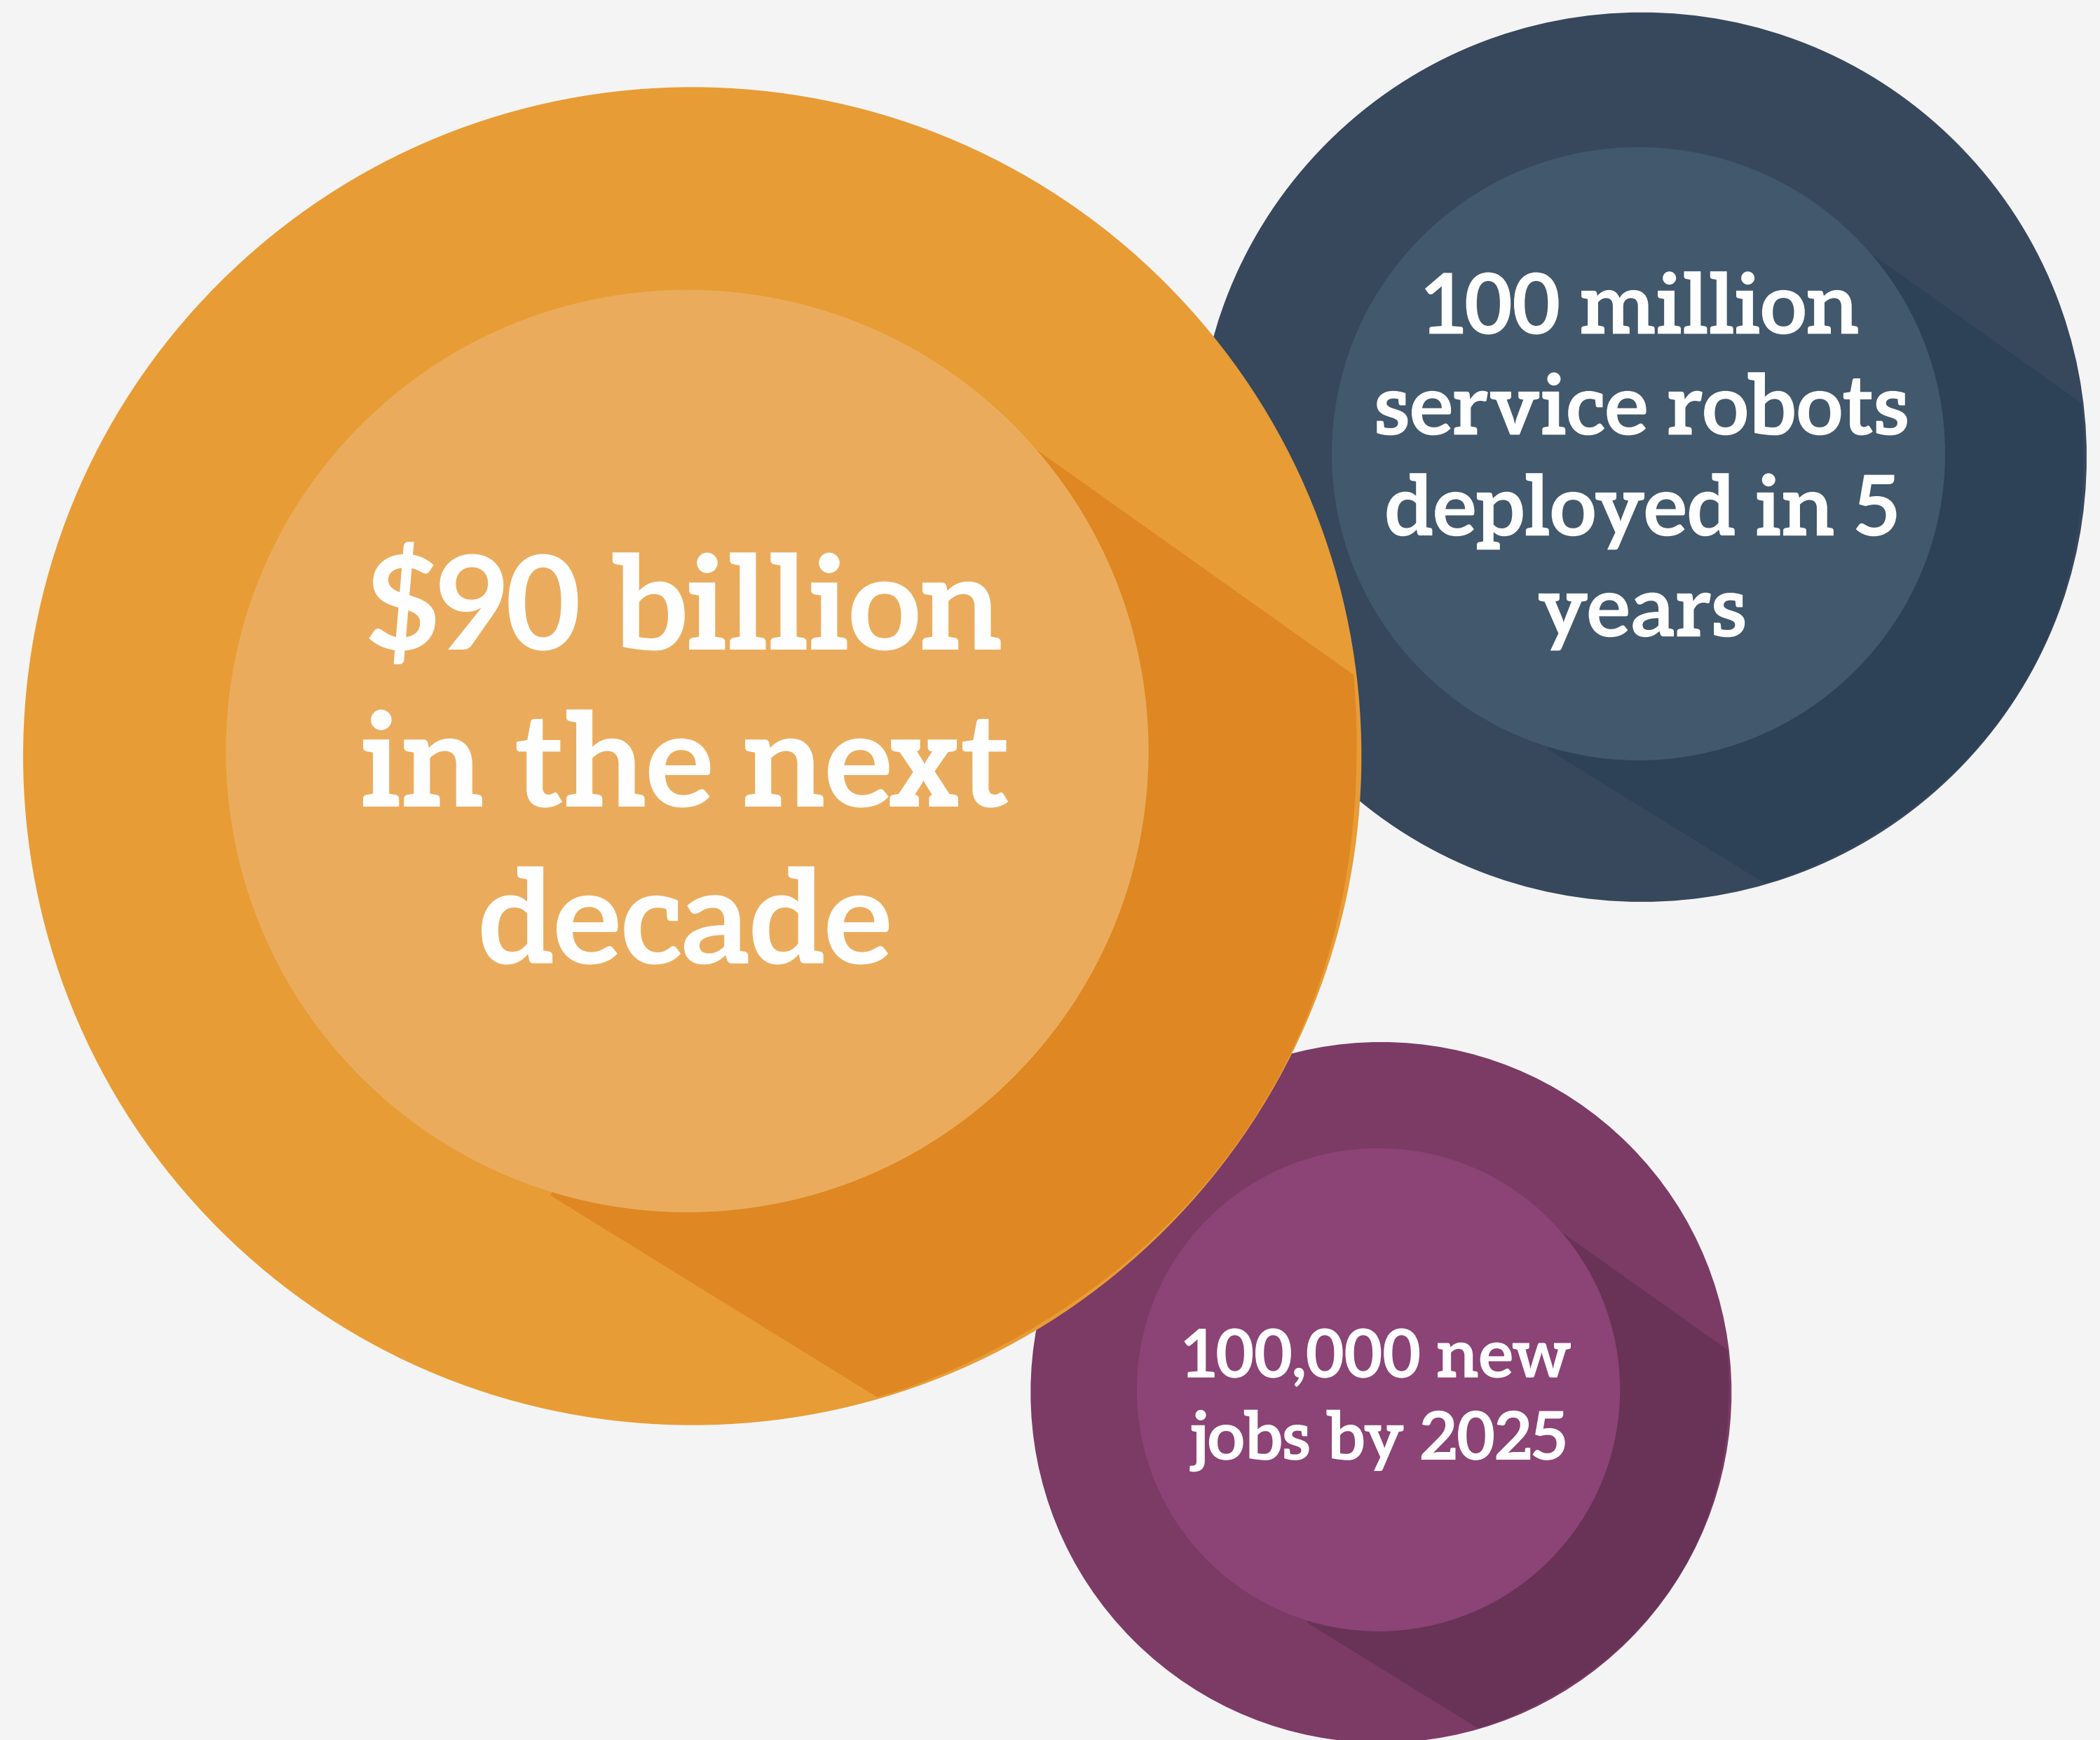 $90 billion
in the next
decade
100 million
service robots
deployed in 5
years
100,000 new
jobs by 2025